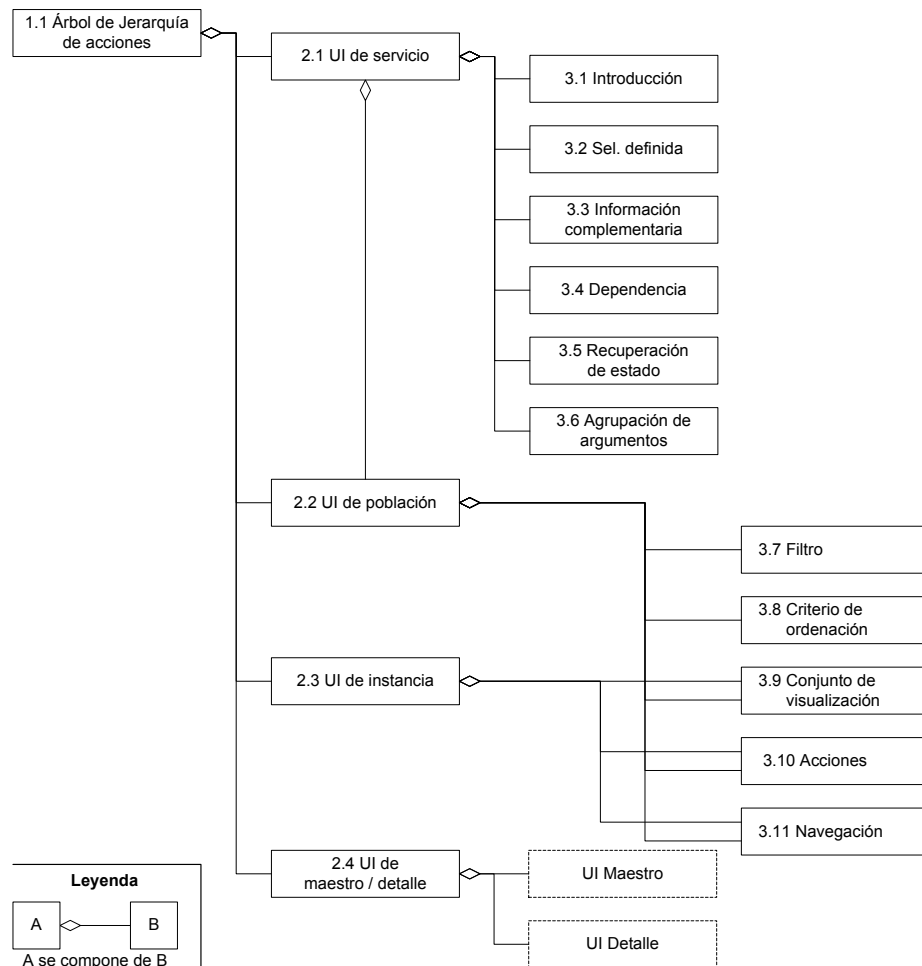 1.1 Árbol de Jerarquía
de acciones
2.1 UI de servicio
3.1 Introducción
3.2 Sel. definida
3.3 Información
complementaria
3.4 Dependencia
3.5 Recuperación
de estado
3.6 Agrupación de
argumentos
2.2 UI de población
3.7 Filtro
3.8 Criterio de
ordenación
2.3 UI de instancia
3.9 Conjunto de
visualización
3.10 Acciones
3.11 Navegación
2.4 UI de
maestro / detalle
UI Maestro
UI Detalle
Leyenda
A
B
A se compone de B